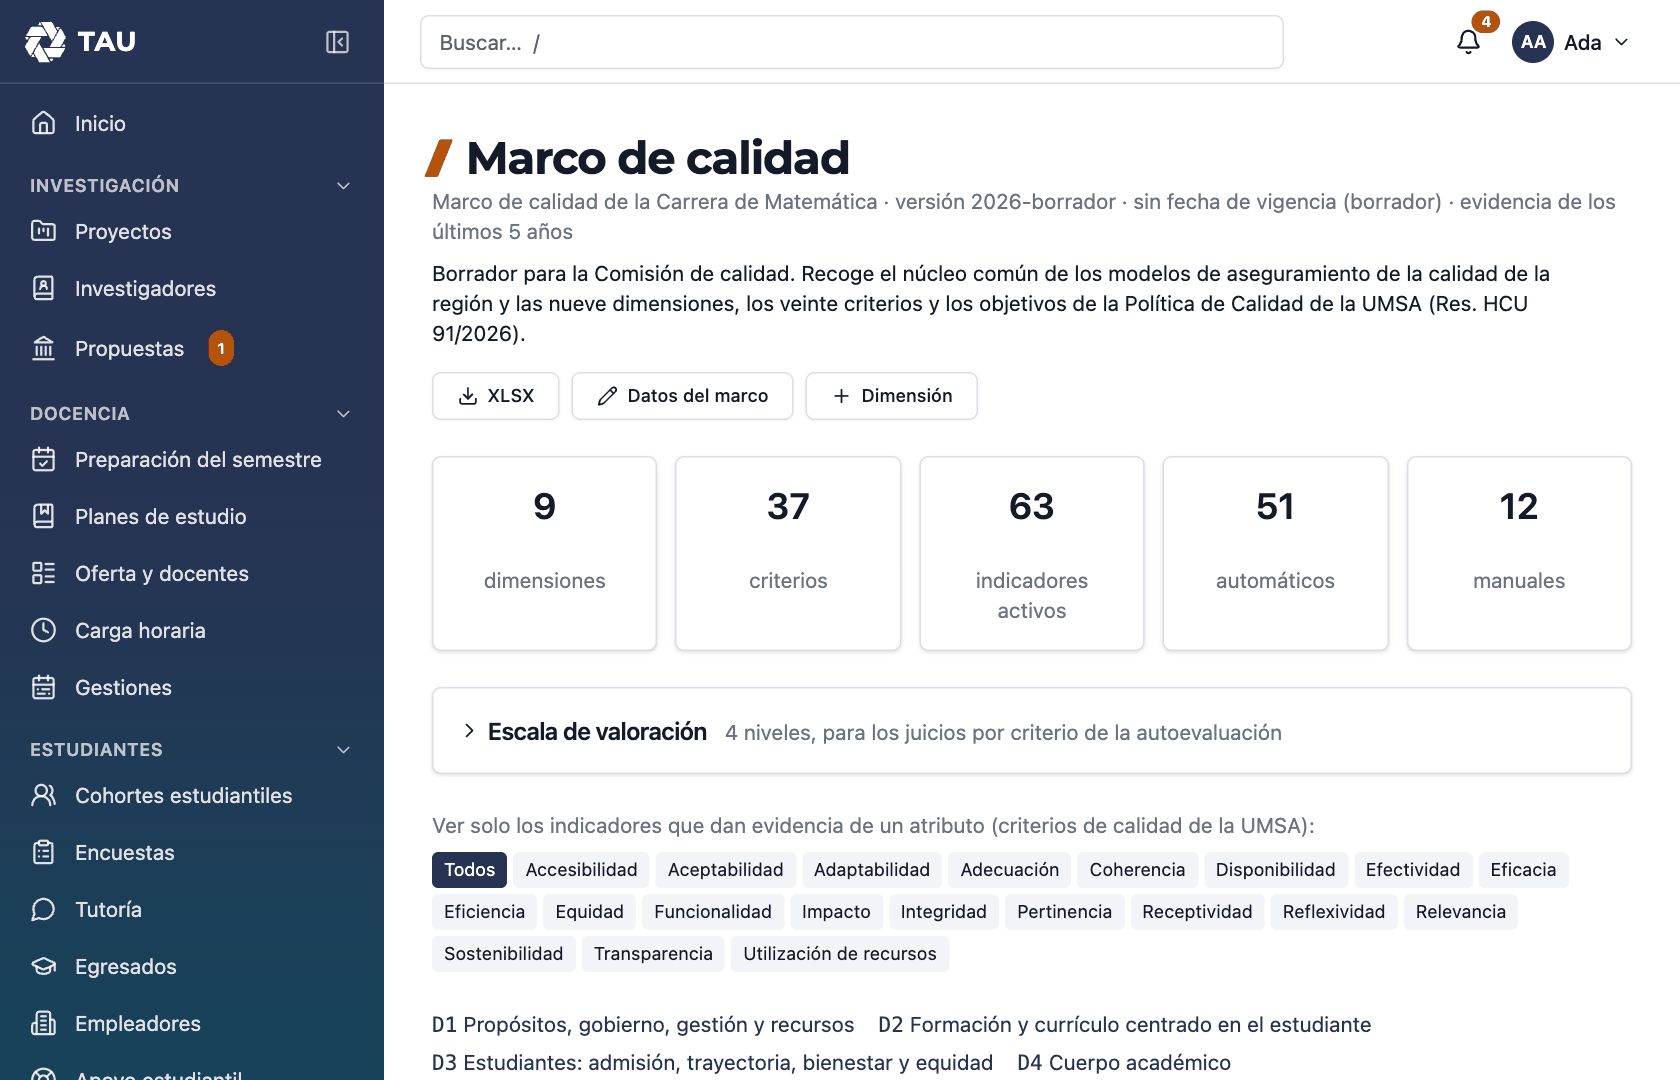 TAU
Buscar... /
4
AA
Ada
Inicio
INVESTIGACIÓN
Proyectos
Investigadores
Propuestas
1
DOCENCIA
Preparación del semestre
Planes de estudio
Oferta y docentes
Carga horaria
Gestiones
ESTUDIANTES
Cohortes estudiantiles
Encuestas
Tutoría
Egresados
Empleadores
Apoyo estudiantil
Marco de calidad
Marco de calidad de la Carrera de Matemática · versión 2026-borrador · sin fecha de vigencia (borrador) · evidencia de los
últimos 5 años
Borrador para la Comisión de calidad. Recoge el núcleo común de los modelos de aseguramiento de la calidad de la
región y las nueve dimensiones, los veinte criterios y los objetivos de la Política de Calidad de la UMSA (Res. HCU
91/2026).
XLSX
Datos del marco
+ Dimensión
9
dimensiones
37
criterios
63
indicadores
activos
51
automáticos
12
manuales
Escala de valoración 4 niveles, para los juicios por criterio de la autoevaluación
Ver solo los indicadores que dan evidencia de un atributo (criterios de calidad de la UMSA):
Todos Accesibilidad Aceptabilidad Adaptabilidad Adecuación Coherencia Disponibilidad Efectividad Eficacia
Eficiencia Equidad Funcionalidad Impacto Integridad Pertinencia Receptividad Reflexividad Relevancia
Sostenibilidad Transparencia Utilización de recursos
D1 Propósitos, gobierno, gestión y recursos D2 Formación y currículo centrado en el estudiante
D3 Estudiantes: admisión, trayectoria, bienestar y equidad D4 Cuerpo académico